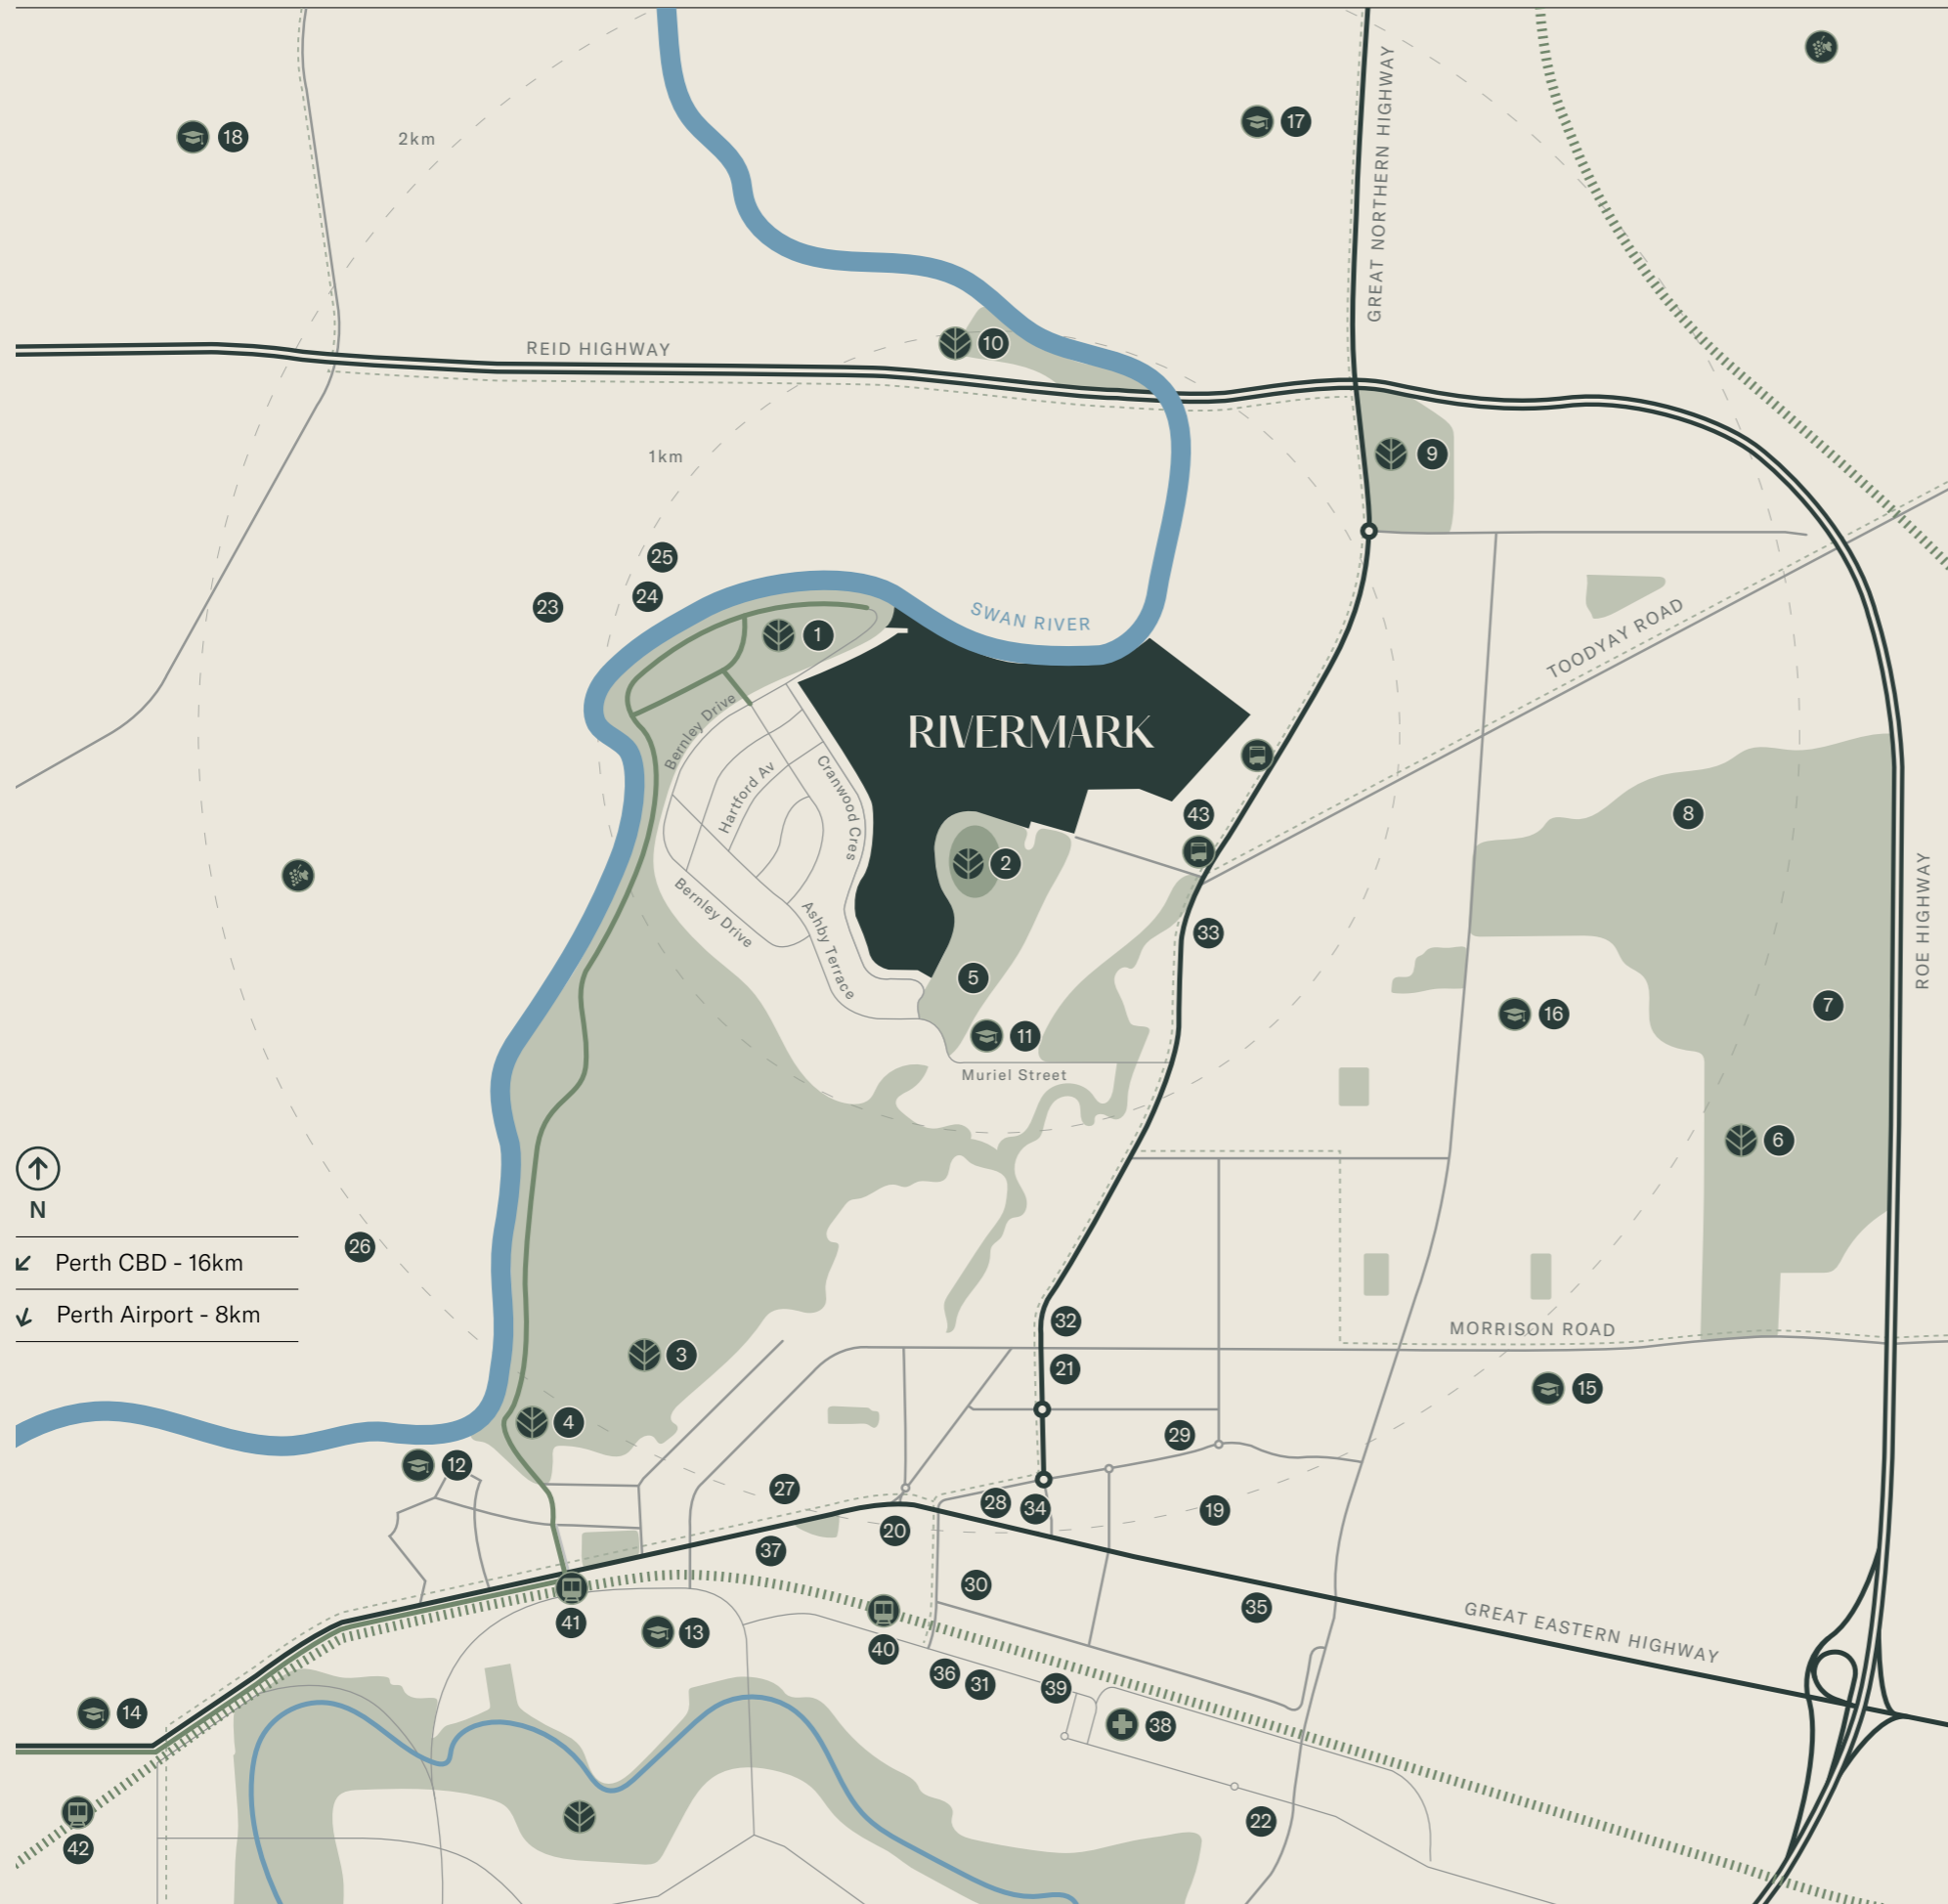 18
2km
17
GREAT NORTHERN HIGHWAY
REID HIGHWAY
10
1km
9
25
24
23
SWAN RIVER
1
TOODYAY ROAD
Bernley Drive
RIVERMARK
Hartford Av
Cranwood Cres
43
8
2
Bernley Drive
Ashby Terrace
33
ROE HIGHWAY
5
7
16
11
Muriel Street
6
N
26
Perth CBD - 16km
Perth Airport - 8km
32
MORRISON ROAD
3
21
15
4
29
12
27
28
34
19
20
37
30
35
GREAT EASTERN HIGHWAY
41
13
40
36
31
39
14
38
22
42